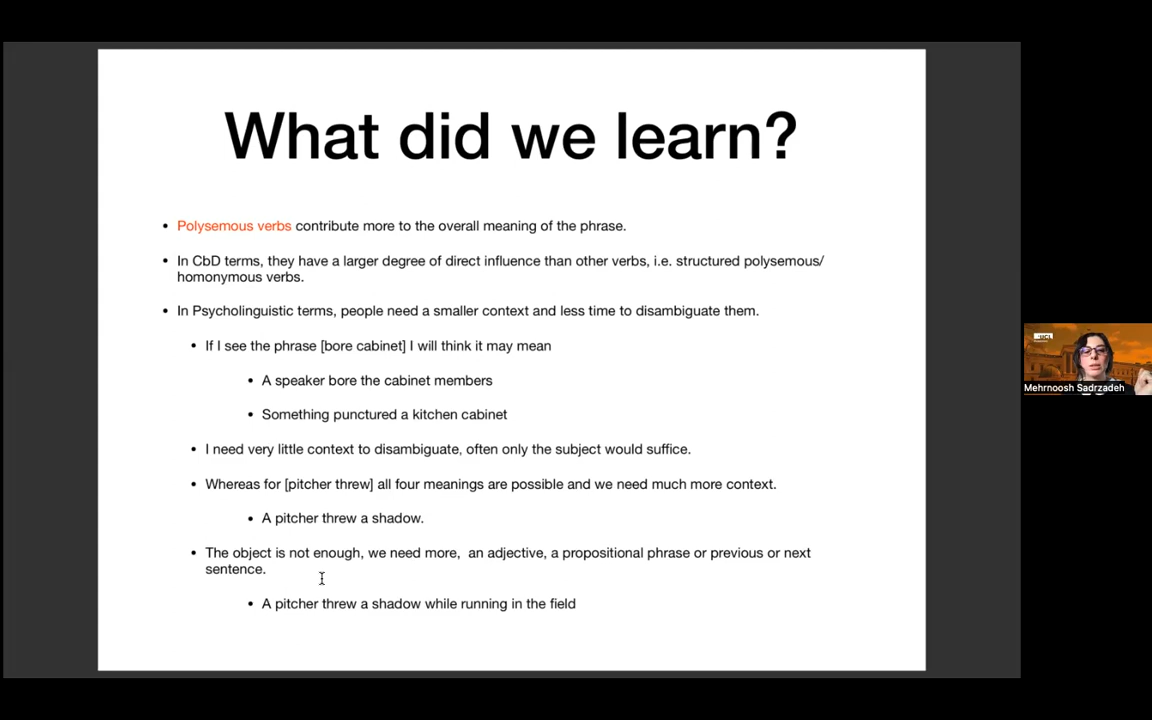 What did we learn?
• Polysemous verbs contribute more to the overall meaning of the phrase.
• In CbD terms, they have a larger degree of direct influence than other verbs, i.e. structured polysemous/
homonymous verbs.
• In Psycholinguistic terms, people need a smaller context and less time to disambiguate them.
• If I see the phrase [bore cabinet] I will think it may mean
• A speaker bore the cabinet members
• Something punctured a kitchen cabinet
• I need very little context to disambiguate, often only the subject would suffice.
• Whereas for [pitcher threw] all four meanings are possible and we need much more context.
• A pitcher threw a shadow.
• The object is not enough, we need more, an adjective, a propositional phrase or previous or next
sentence.
• A pitcher threw a shadow while running in the field
UCL
Mehrnoosh Sadrzadeh